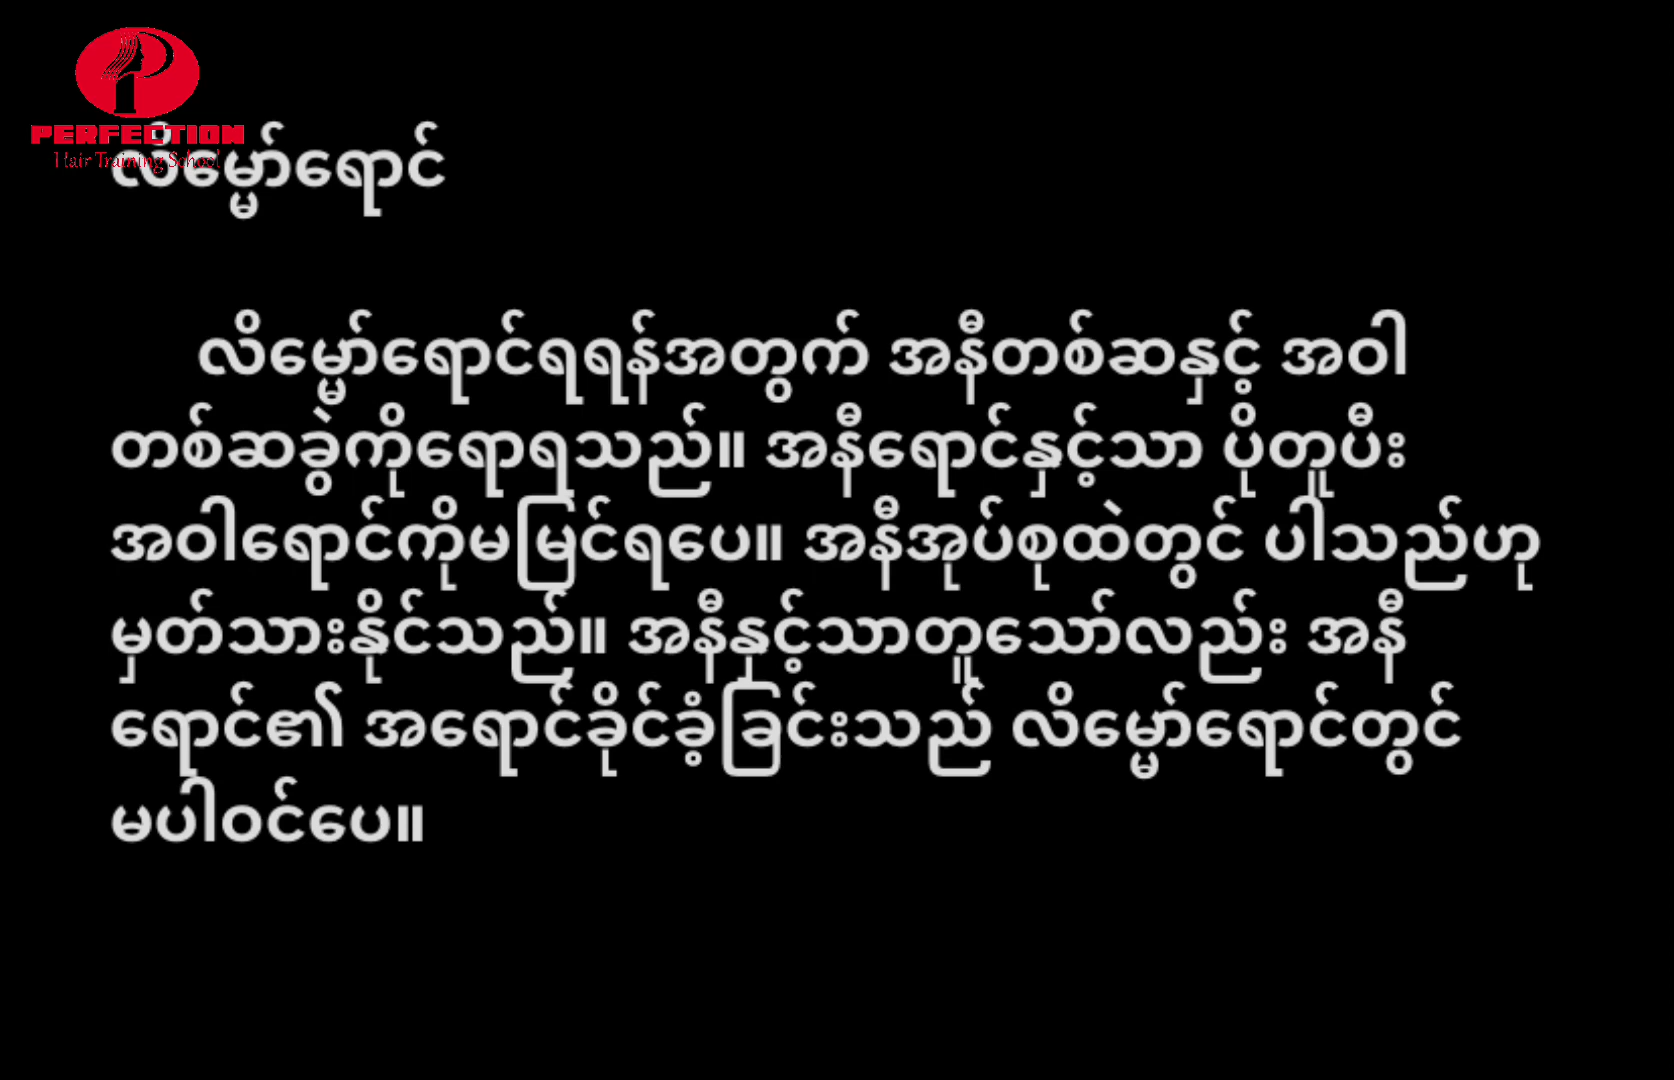 PERFECTION
Hair Training School
လိမ္မော်ရောင်
လိမ္မော်ရောင်ရရန်အတွက် အနီတစ်ဆနှင့် အဝါ
တစ်ဆခွဲကိုရောရသည်။ အနီရောင်နှင့်သာ ပိုတူပီး
အဝါရောင်ကိုမမြင်ရပေ။ အနီအုပ်စုထဲတွင် ပါသည်ဟု
မှတ်သားနိုင်သည်။ အနီနှင့်သာတူသော်လည်း အနီ
ရောင်၏ အရောင်ခိုင်ခံ့ခြင်းသည် လိမ္မော်ရောင်တွင်
မပါဝင်ပေ။